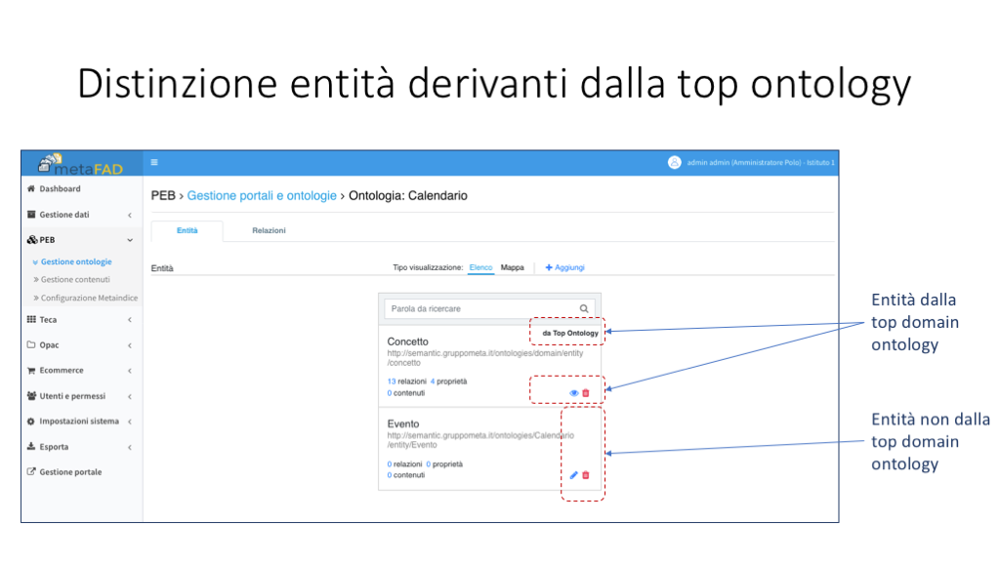 Distinzione entità derivanti dalla top ontology
metaFAD
admin admin (Amministratore Polo) - Istituto 1
Dashboard
Gestione dati
PEB
Gestione ontologie
Gestione contenuti
Configurazione Metaindice
Teca
Opac
Ecommerce
Utenti e permessi
Impostazioni sistema
Esporta
Gestione portale
PEB › Gestione portali e ontologie › Ontologia: Calendario
Entità Relazioni
Entità
Tipo visualizzazione: Elenco Mappa + Aggiungi
Parola da ricercare
da Top Ontology
Concetto
http://semantic.gruppometa.it/ontologies/domain/entity
/concetto
13 relazioni 4 proprietà
0 contenuti
Evento
http://semantic.gruppometa.it/ontologies/Calendario
/entity/Evento
0 relazioni 0 proprietà
0 contenuti
Entità dalla
top domain
ontology
Entità non dalla
top domain
ontology